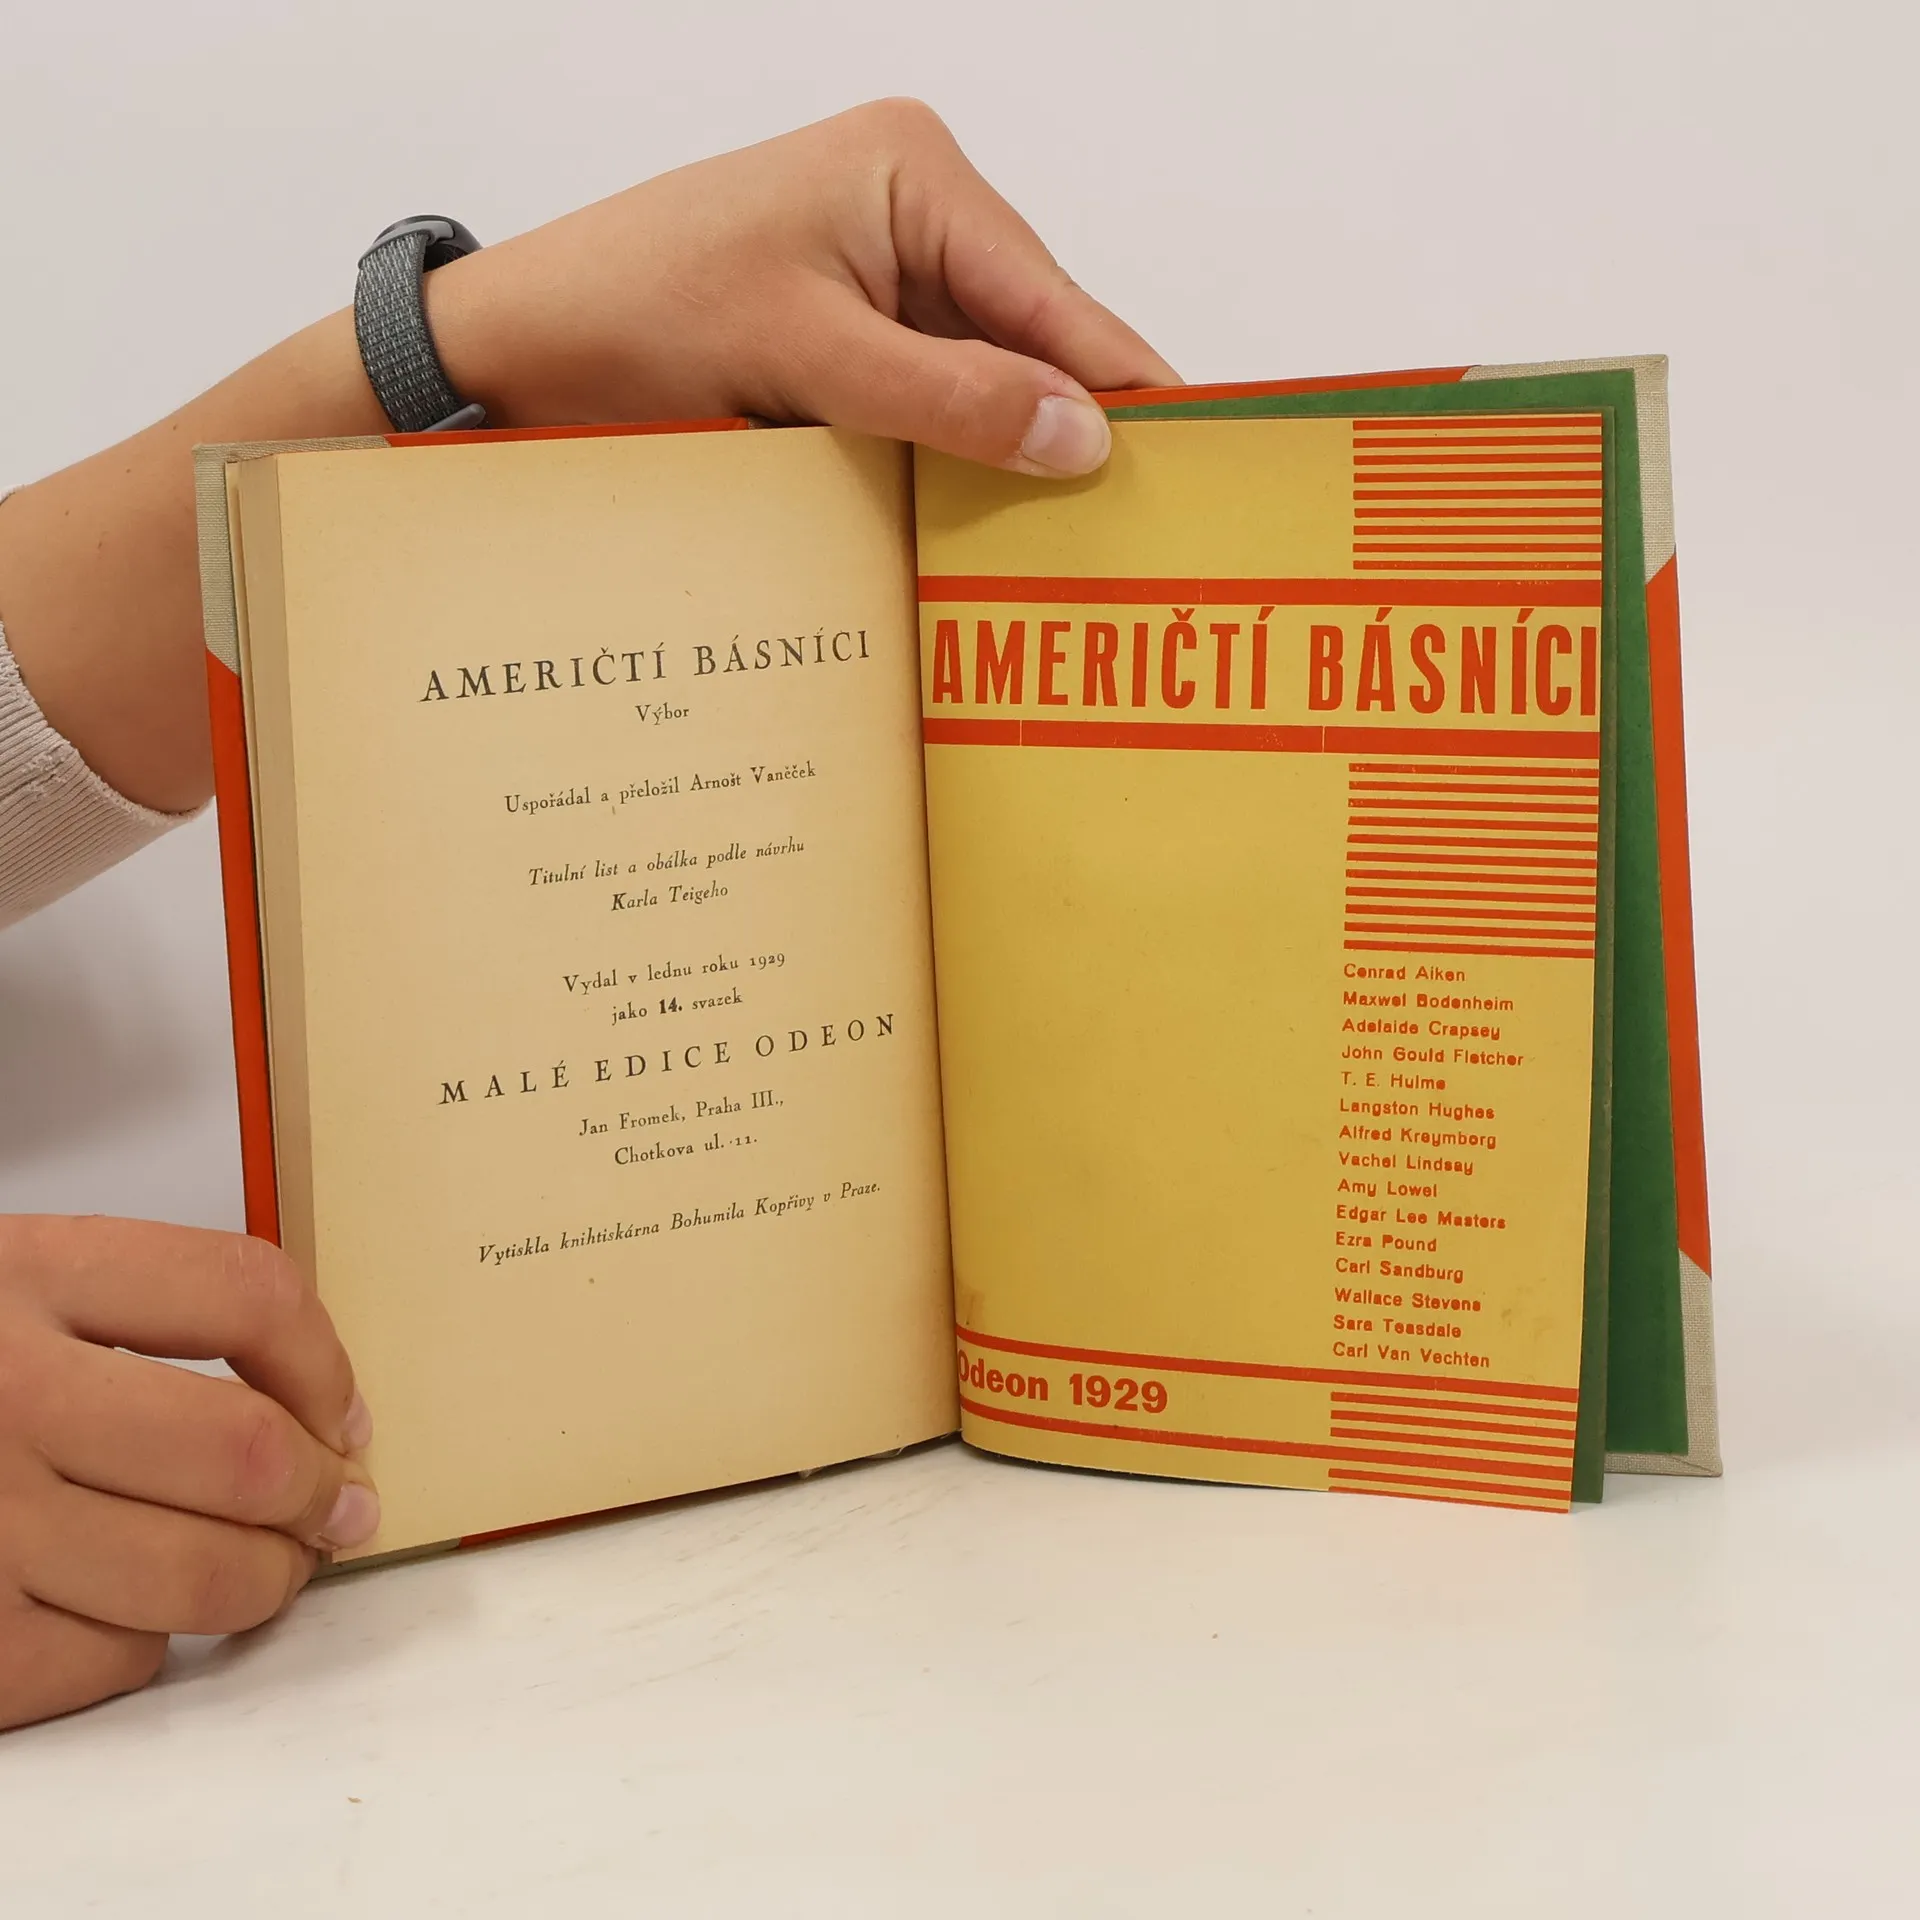 AMERIČTÍ BÁSNÍCI
Výbor
Uspořádal a přeložil Arnošt Vaněček
Titulní list a obálka podle návrhu
Karla Teigeho
Vydal v lednu roku 1929
jako 14. svazek
MALÉ EDICE ODEON
Jan Fromek, Praha III.,
Chotkova ul. 11.
Vytiskla knihtiskárna Bohumila Kopřivy v Praze.
AMERIČTÍ BÁSNÍCI
Conrad Aiken
Maxwel Bodenheim
Adelaide Crapsey
John Gould Fletcher
T. E. Hulme
Langston Hughes
Alfred Kreymborg
Vachel Lindsay
Amy Lowel
Edgar Lee Masters
Ezra Pound
Carl Sandburg
Wallace Stevens
Sara Teasdale
Carl Van Vechten
Odeon 1929